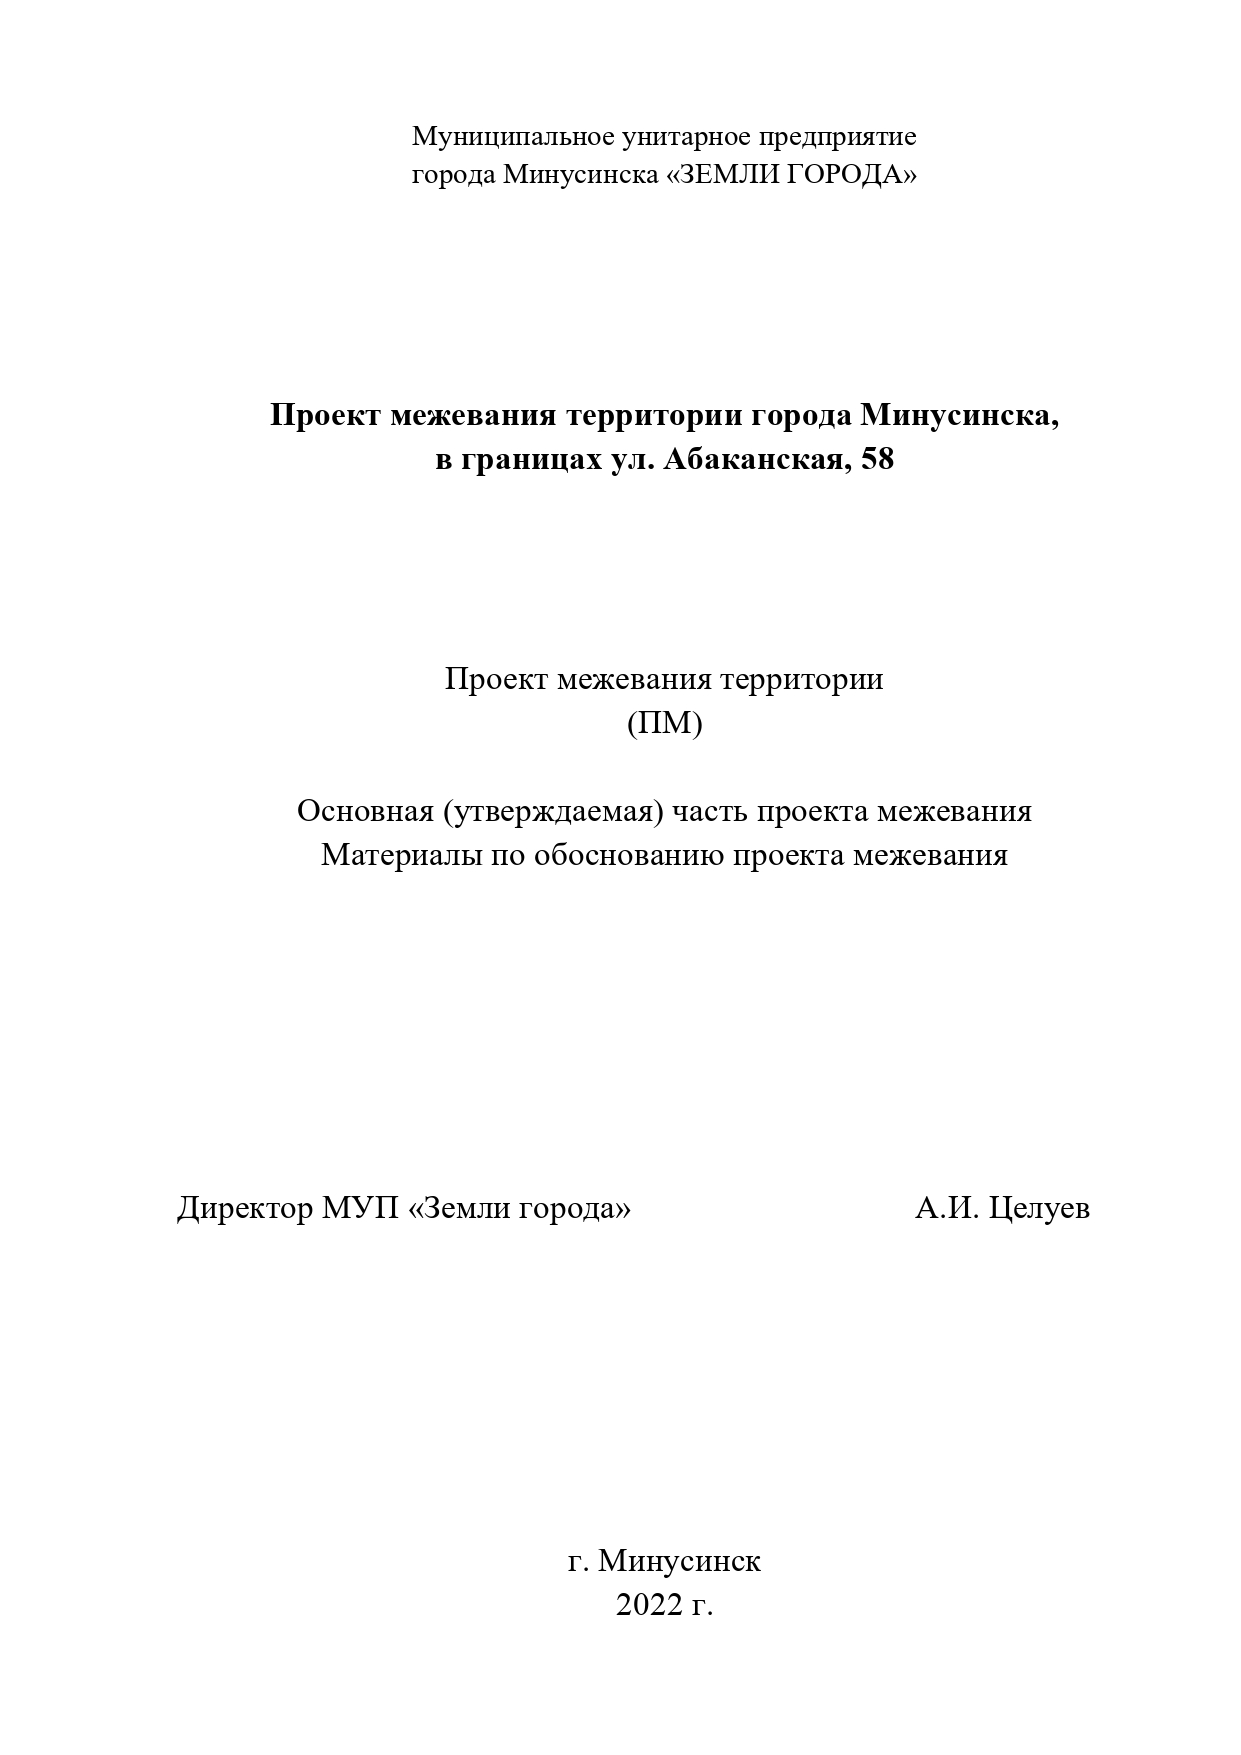 Муниципальное унитарное предприятие
города Минусинска «ЗЕМЛИ ГОРОДА»
Проект межевания территории города Минусинска,
в границах ул. Абаканская, 58
Проект межевания территории
(ПМ)
Основная (утверждаемая) часть проекта межевания
Материалы по обоснованию проекта межевания
Директор МУП «Земли города» А.И. Целуев
г. Минусинск
2022 г.